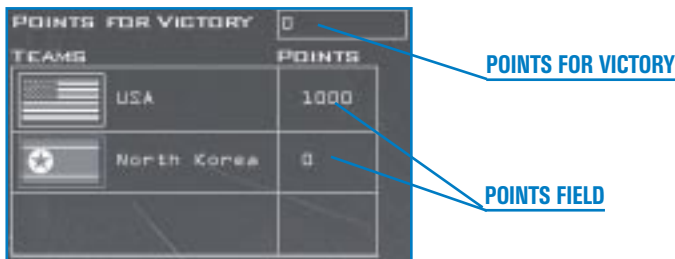 POINTS FOR VICTORY 0
TEAMS POINTS
POINTS FOR VICTORY
USA 1000
North Korea 0
POINTS FIELD